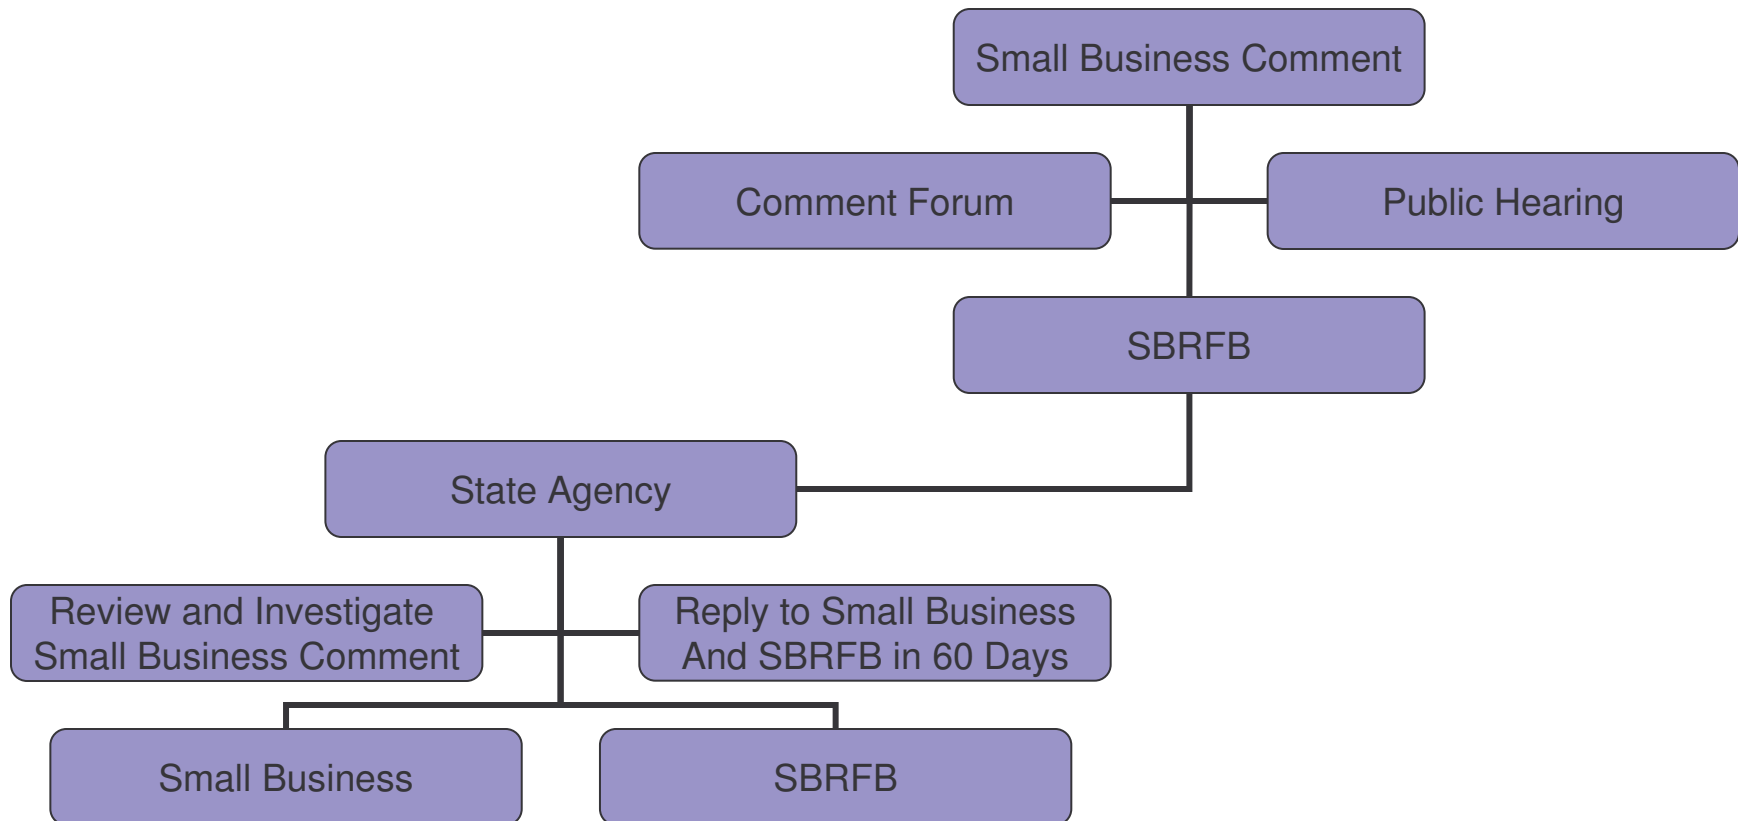 Small Business Comment
Comment Forum
Public Hearing
SBRFB
State Agency
Review and Investigate
Small Business Comment
Reply to Small Business
And SBRFB in 60 Days
Small Business
SBRFB